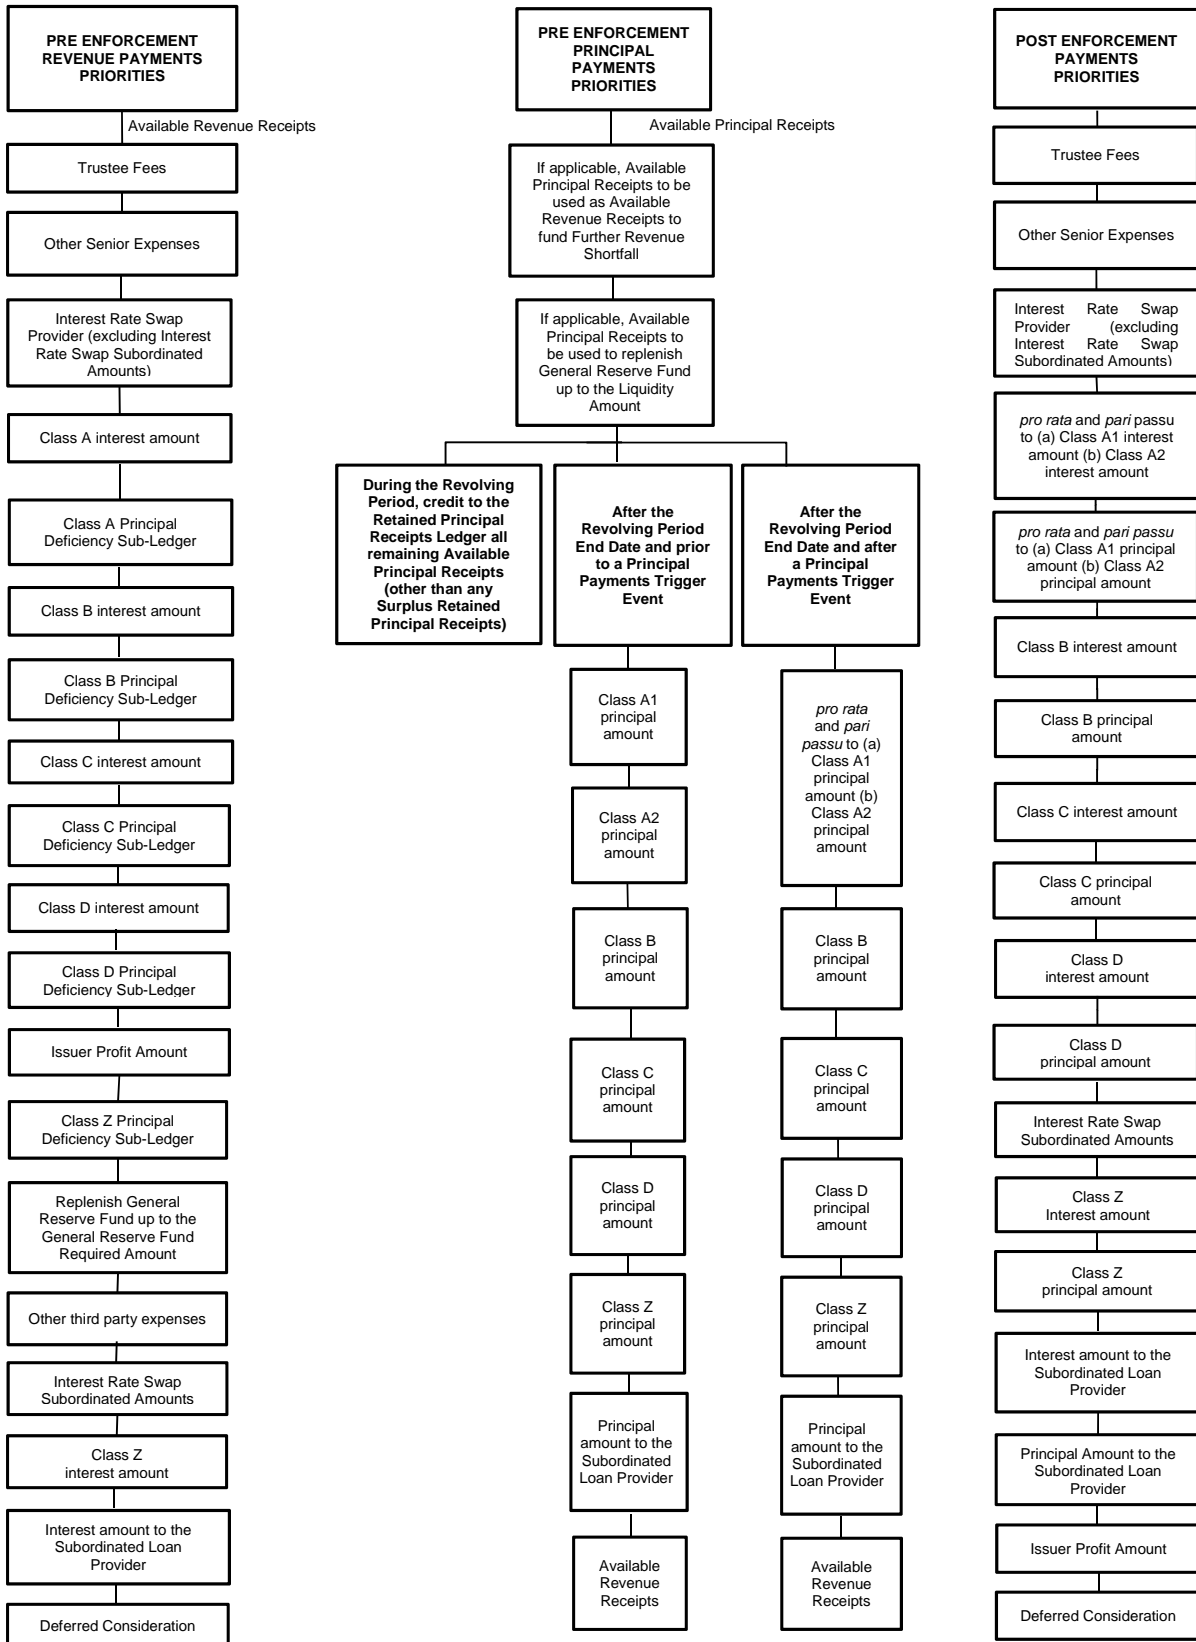 PRE ENFORCEMENT
REVENUE PAYMENTS
PRIORITIES
Available Revenue Receipts
Trustee Fees
Other Senior Expenses
Interest Rate Swap
Provider (excluding Interest
Rate Swap Subordinated
Amounts)
Class A interest amount
Class A Principal
Deficiency Sub-Ledger
Class B interest amount
Class B Principal
Deficiency Sub-Ledger
Class C interest amount
Class C Principal
Deficiency Sub-Ledger
Class D interest amount
Class D Principal
Deficiency Sub-Ledger
Issuer Profit Amount
Class Z Principal
Deficiency Sub-Ledger
Replenish General
Reserve Fund up to the
General Reserve Fund
Required Amount
Other third party expenses
Interest Rate Swap
Subordinated Amounts
Class Z
interest amount
Interest amount to the
Subordinated Loan
Provider
Deferred Consideration
PRE ENFORCEMENT
PRINCIPAL
PAYMENTS
PRIORITIES
Available Principal Receipts
If applicable, Available
Principal Receipts to be
used as Available
Revenue Receipts to
fund Further Revenue
Shortfall
If applicable, Available
Principal Receipts to
be used to replenish
General Reserve Fund
up to the Liquidity
Amount
During the Revolving
Period, credit to the
Retained Principal
Receipts Ledger all
remaining Available
Principal Receipts
(other than any
Surplus Retained
Principal Receipts)
After the
Revolving Period
End Date and prior
to a Principal
Payments Trigger
Event
Class A1
principal
amount
Class A2
principal
amount
Class B
principal
amount
Class C
principal
amount
Class D
principal
amount
Class Z
principal
amount
Principal
amount to the
Subordinated
Loan Provider
Available
Revenue
Receipts
After the
Revolving Period
End Date and after
a Principal
Payments Trigger
Event
pro rata
and pari
passu to (a)
Class A1
principal
amount (b)
Class A2
principal
amount
Class B
principal
amount
Class C
principal
amount
Class D
principal
amount
Class Z
principal
amount
Principal
amount to the
Subordinated
Loan Provider
Available
Revenue
Receipts
POST ENFORCEMENT
PAYMENTS
PRIORITIES
Trustee Fees
Other Senior Expenses
Interest Rate Swap
Provider (excluding
Interest Rate Swap
Subordinated Amounts)
pro rata and pari passu
to (a) Class A1 interest
amount (b) Class A2
interest amount
pro rata and pari passu
to (a) Class A1 principal
amount (b) Class A2
principal amount
Class B interest amount
Class B principal
amount
Class C interest amount
Class C principal
amount
Class D
interest amount
Class D
principal amount
Interest Rate Swap
Subordinated Amounts
Class Z
Interest amount
Class Z
principal amount
Interest amount to the
Subordinated Loan
Provider
Principal Amount to the
Subordinated Loan
Provider
Issuer Profit Amount
Deferred Consideration